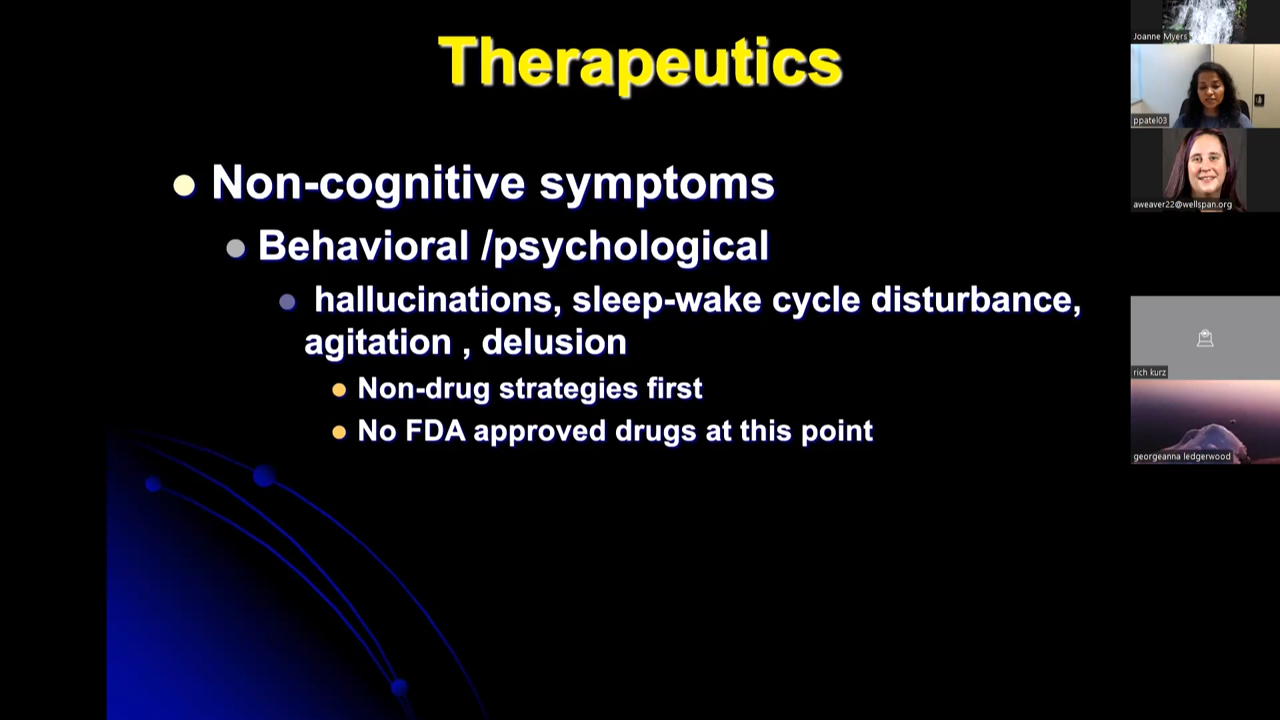 Therapeutics
Non-cognitive symptoms
Behavioral /psychological
hallucinations, sleep-wake cycle disturbance,
agitation , delusion
Non-drug strategies first
No FDA approved drugs at this point
Joanne Myers
ppatel03
aweaver22@wellspan.org
rich kurz
georgeanna ledgerwood